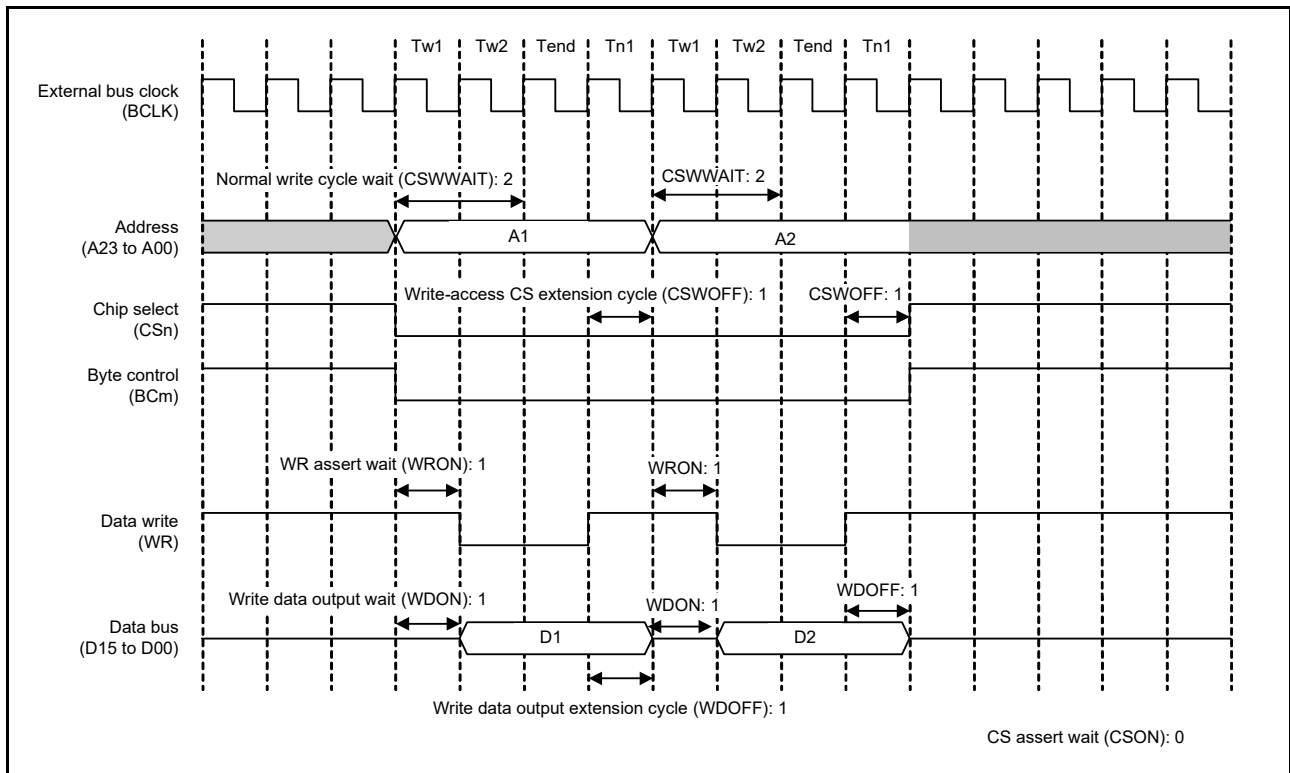 Tw1 Tw2 Tend Tn1 Tw1 Tw2 Tend Tn1
External bus clock
(BCLK)
Normal write cycle wait (CSWWAIT): 2
CSWWAIT: 2
Address
(A23 to A00)
A1
A2
Write-access CS extension cycle (CSWOFF): 1
CSWOFF: 1
Chip select
(CSn)
Byte control
(BCm)
WR assert wait (WRON): 1
WRON: 1
Data write
(WR)
Write data output wait (WDON): 1
WDON: 1
WDOFF: 1
Data bus
(D15 to D00)
D1
D2
Write data output extension cycle (WDOFF): 1
CS assert wait (CSON): 0